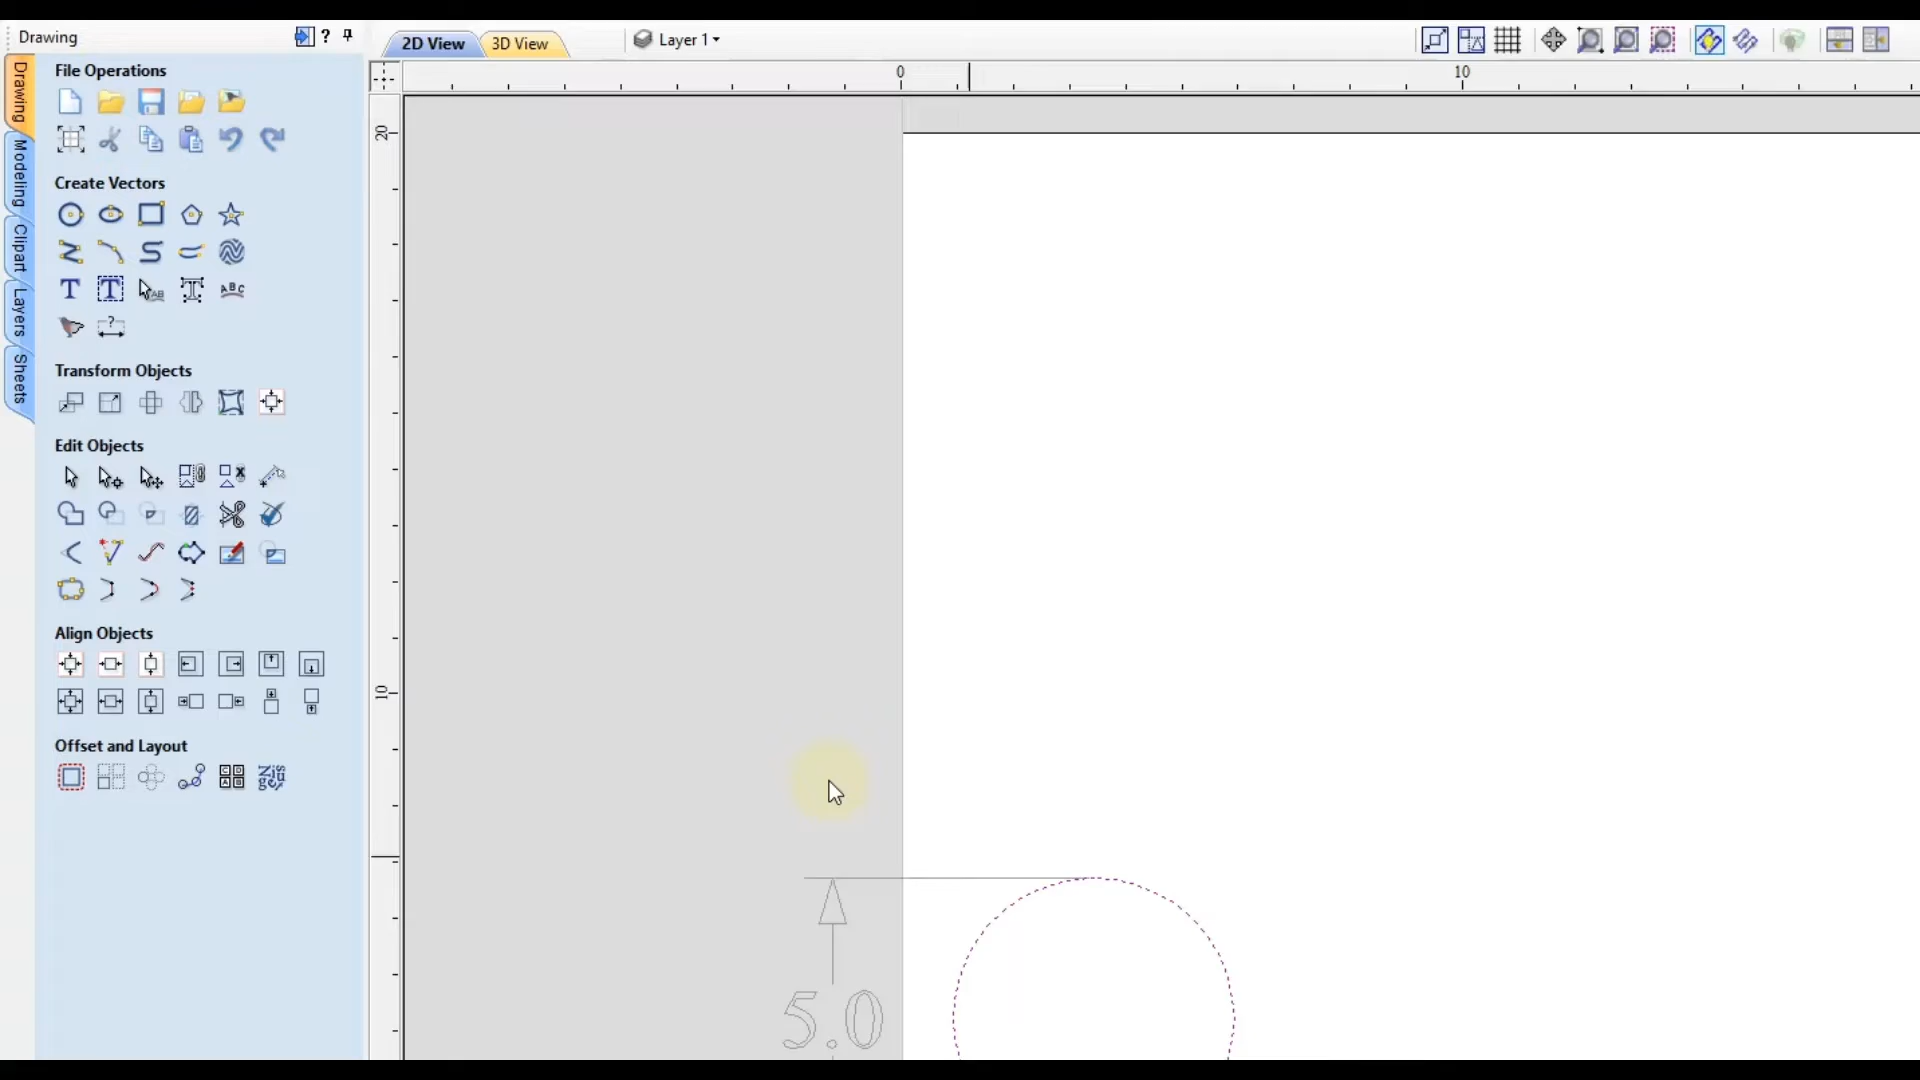 Drawing
?
2D View
3D View
Layer 1
Drawing
Modeling
Clipart
Layers
Sheets
File Operations
Create Vectors
T
T
AB
T
ABC
?
Transform Objects
Edit Objects
Align Objects
Offset and Layout
0
10
20
10
5.0